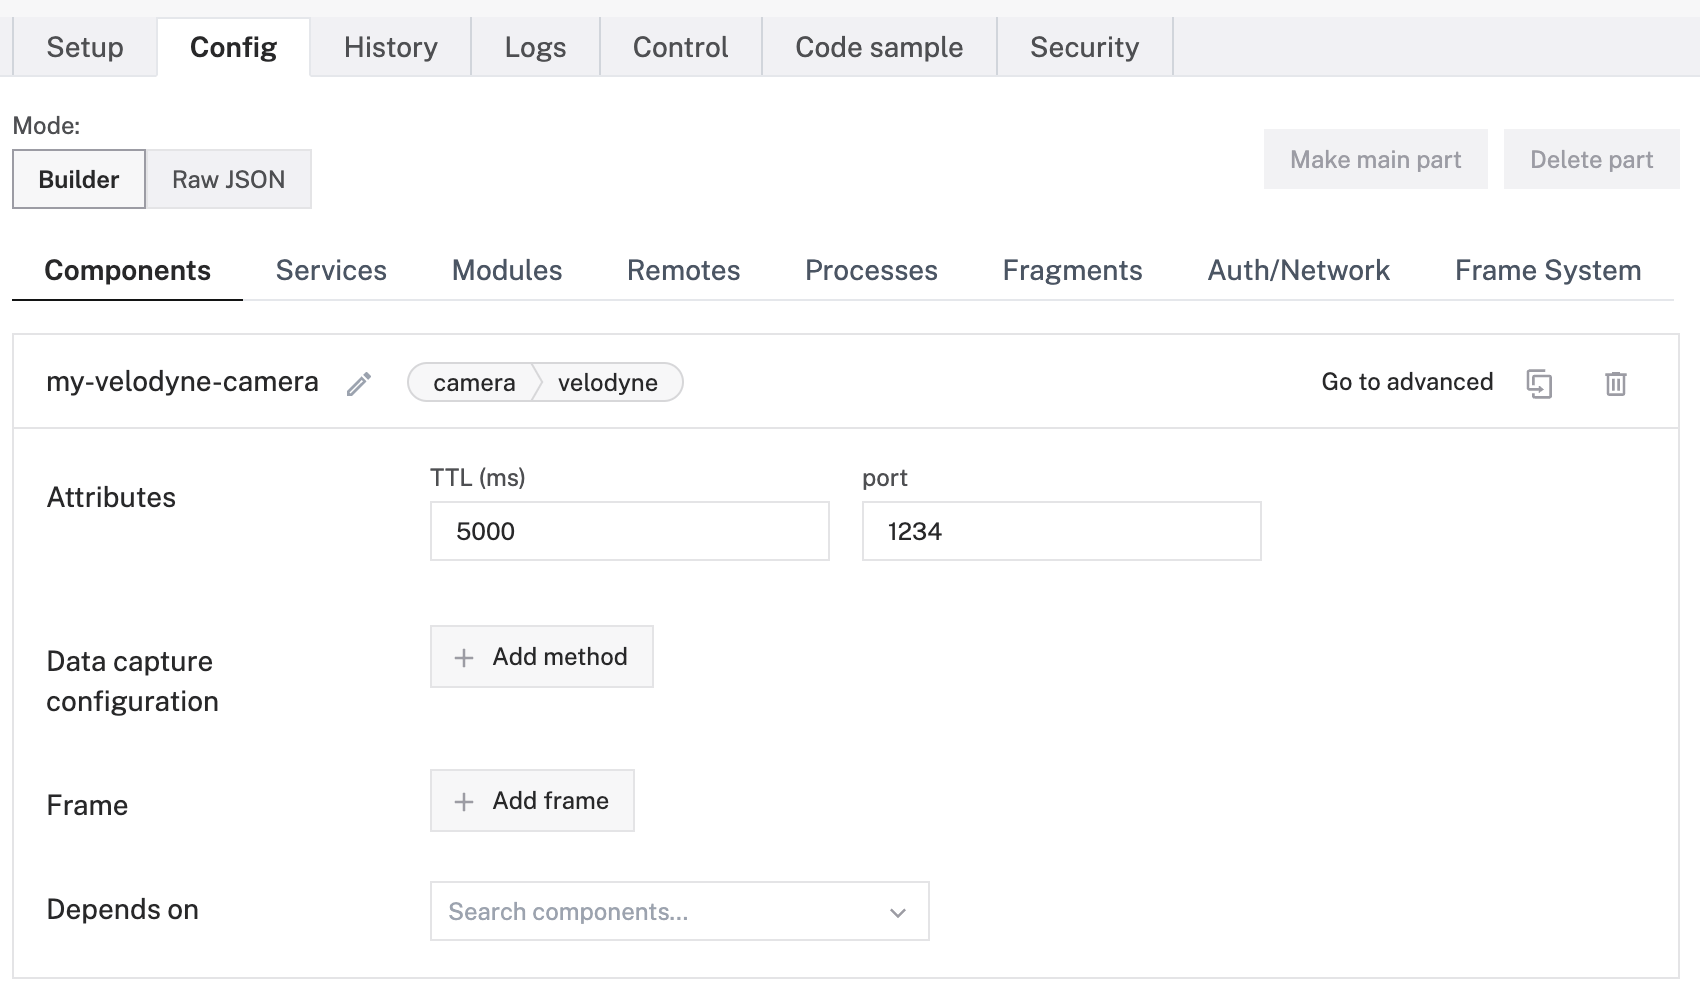 Setup Config History Logs Control Code sample Security
Mode:
Builder Raw JSON
Make main part Delete part
Components Services Modules Remotes Processes Fragments Auth/Network Frame System
my-velodyne-camera camera velodyne Go to advanced
Attributes
TTL (ms) port
5000 1234
Data capture
configuration
+ Add method
Frame
+ Add frame
Depends on
Search components...